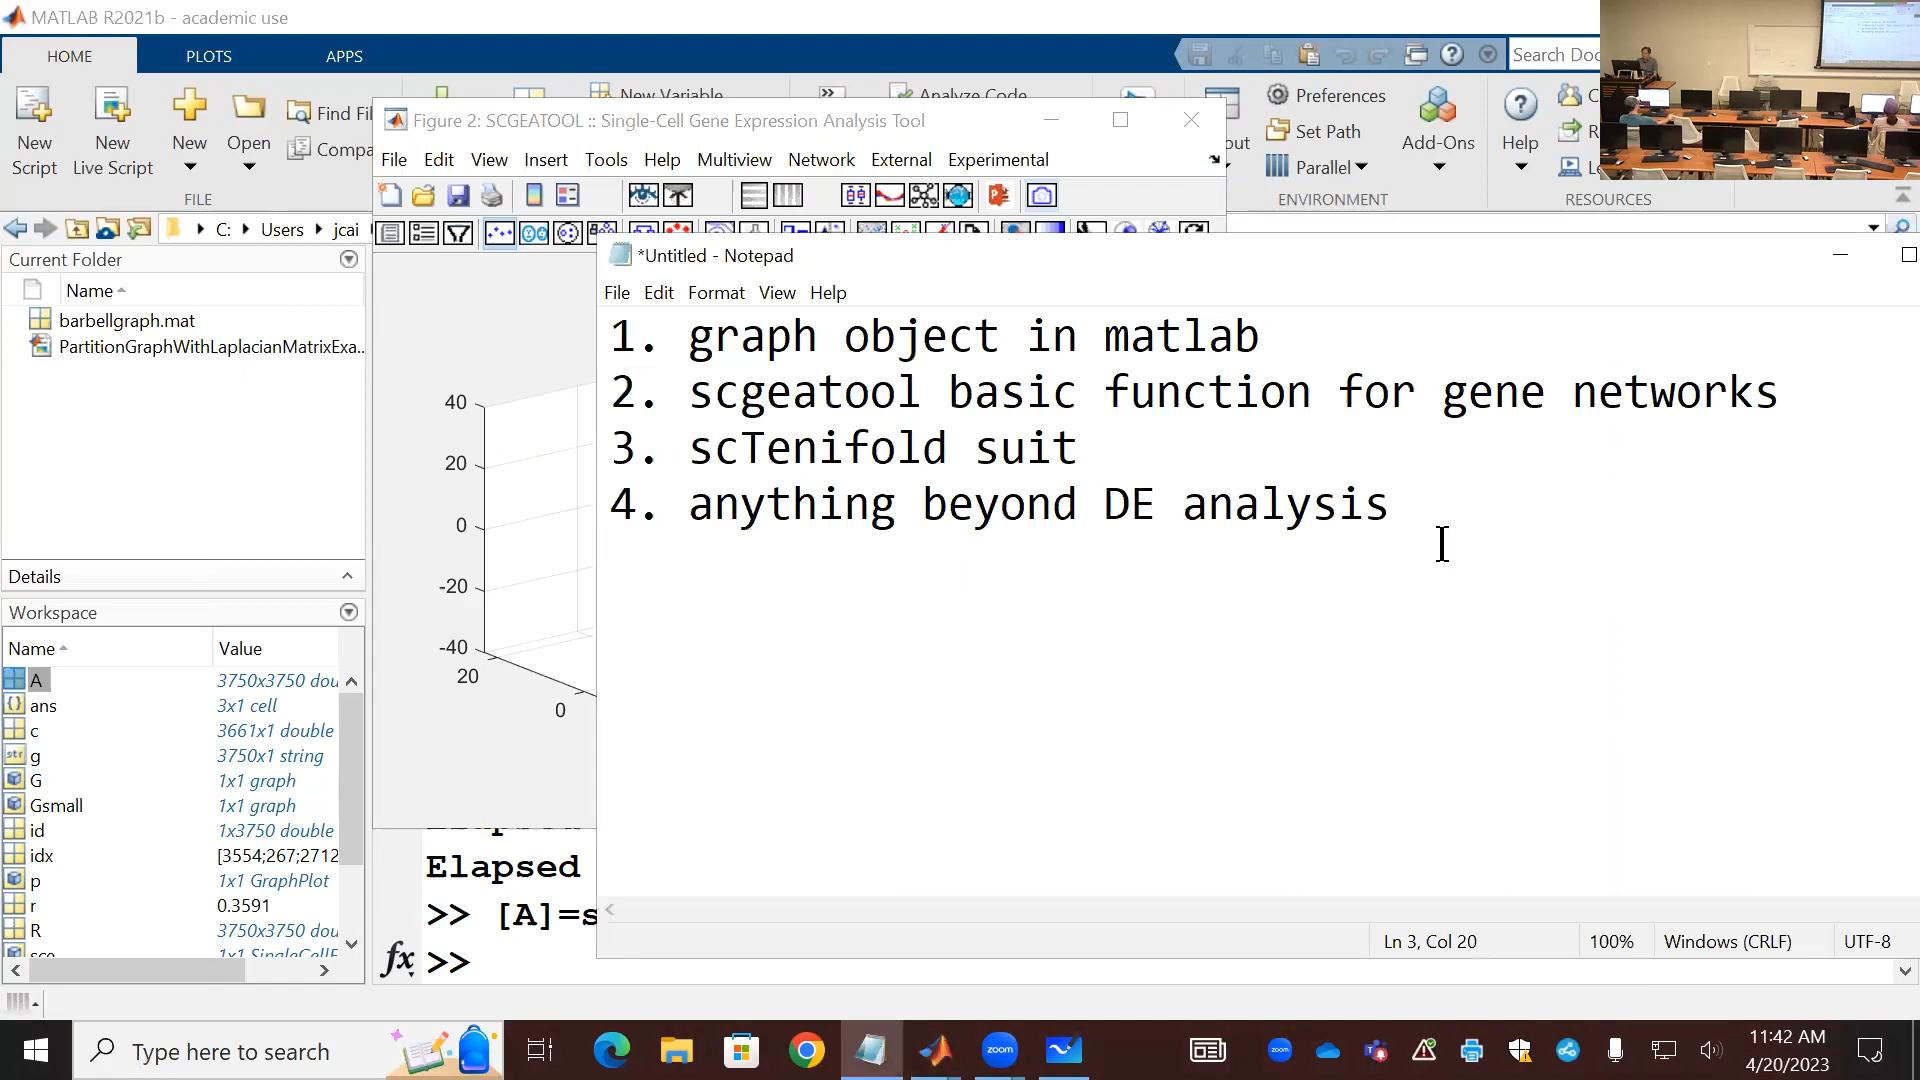 MATLAB R2021b - academic use
HOME PLOTS APPS
Search Doc
New Script
New Live Script
New
Open
Find Fil
Compa
New Variable
Analyze Code
Preferences
Set Path
Parallel
Add-Ons
Help
FILE
ENVIRONMENT
RESOURCES
C: Users jcai
Figure 2: SCGEATOOL :: Single-Cell Gene Expression Analysis Tool
File Edit View Insert Tools Help Multiview Network External Experimental
Current Folder
Name
barbellgraph.mat
PartitionGraphWithLaplacianMatrixExa..
Details
Workspace
Name Value
A 3750x3750 dou
ans 3x1 cell
c 3661x1 double
g 3750x1 string
G 1x1 graph
Gsmall 1x1 graph
id 1x3750 double
idx [3554;267;2712
p 1x1 GraphPlot
r 0.3591
R 3750x3750 dou
40
20
0
-20
-40
20
0
*Untitled - Notepad
File Edit Format View Help
1. graph object in matlab
2. scgeatool basic function for gene networks
3. scTenifold suit
4. anything beyond DE analysis
Ln 3, Col 20 100% Windows (CRLF) UTF-8
Elapsed
>> [A]=s
fx >>
Type here to search
zoom
zoom
11:42 AM
4/20/2023